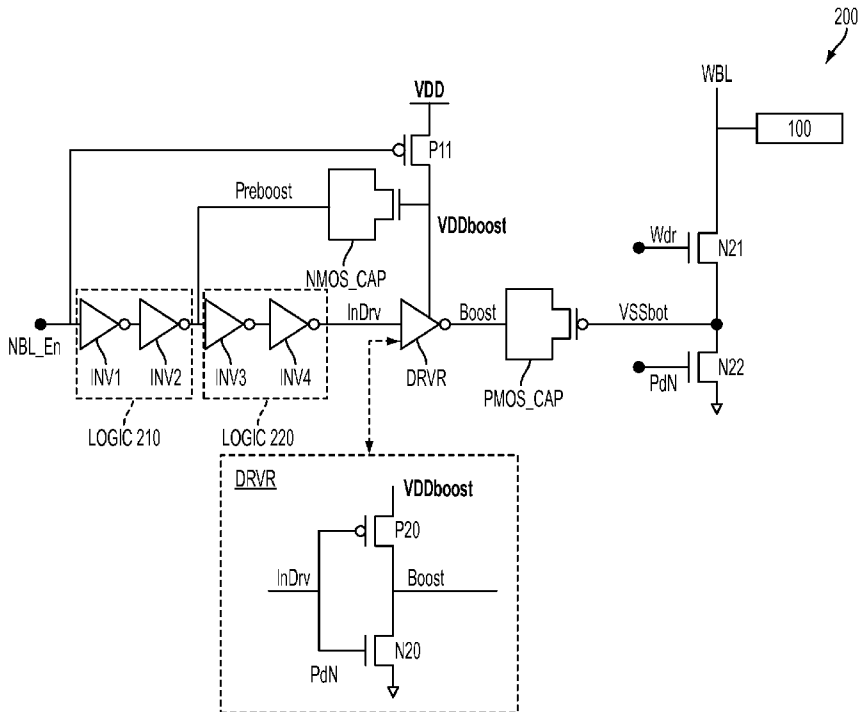 200
VDD
WBL
P11
100
Preboost
VDDboost
NMOS_CAP
Wdr
N21
InDrv
Boost
VSSbot
NBL_En
INV1
INV2
INV3
INV4
DRVR
PMOS_CAP
PdN
N22
LOGIC 210
LOGIC 220
DRVR
VDDboost
P20
InDrv
Boost
N20
PdN